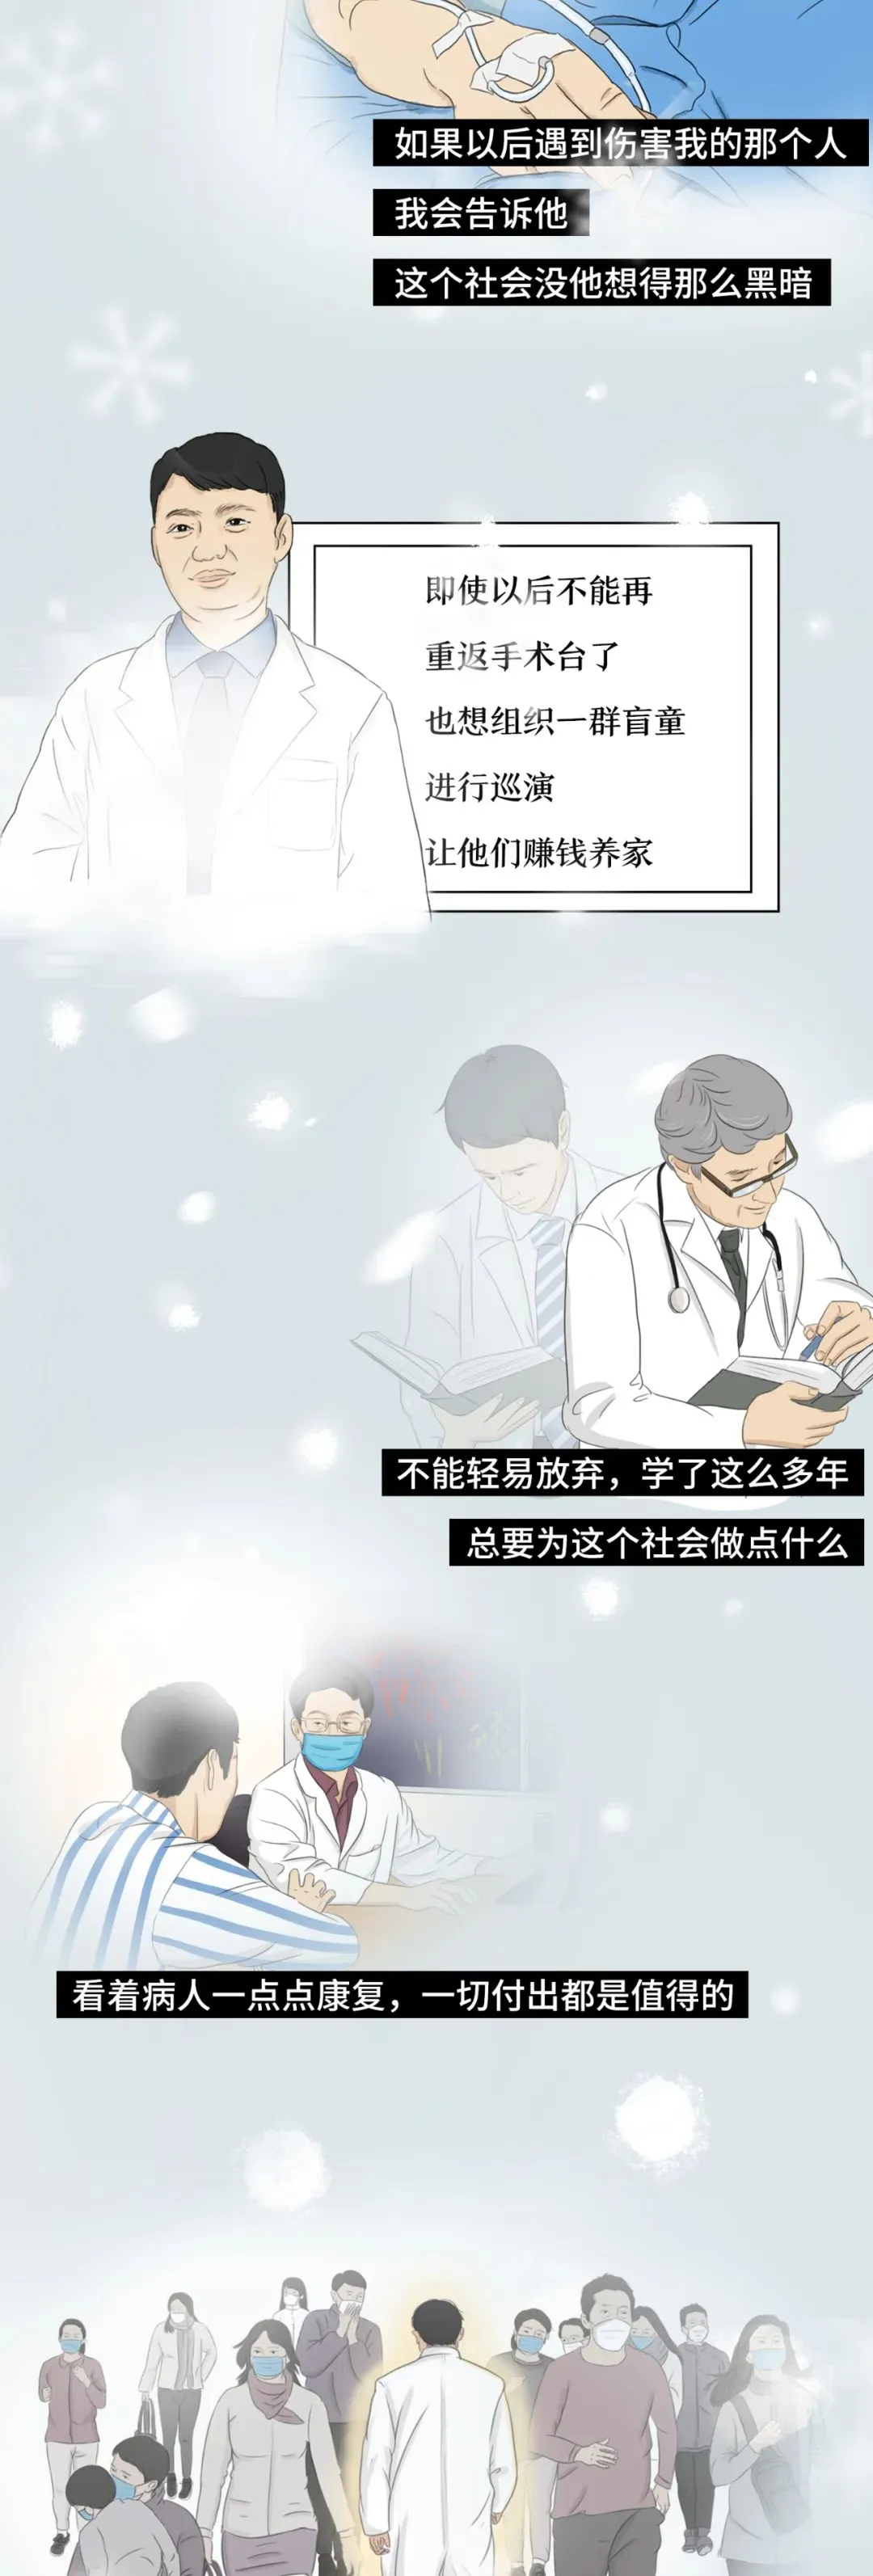 如果以后遇到伤害我的那个人
我会告诉他
这个社会没他想得那么黑暗
即使以后不能再
重返手术台了
也想组织一群盲童
进行巡演
让他们赚钱养家
不能轻易放弃，学了这么多年
总要为这个社会做点什么
看着病人一点点康复，一切付出都是值得的